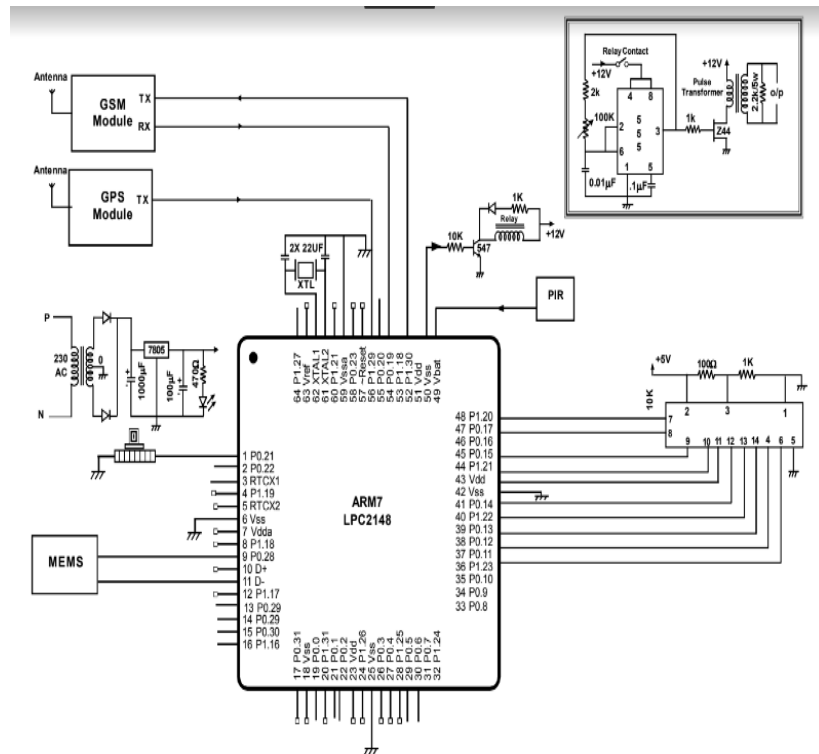 Antenna
GSM
Module
TX
RX
Antenna
GPS
Module
TX
Relay Contact
+12V
2k
100K
4 8
2
6
5
5
5
3
1 5
0.01µF
.1µF
1k
Pulse
Transformer
+12V
Z44
2.2k/5w
o/p
2X 22UF
XTL
10K
547
1K
Relay
+12V
PIR
P
230
AC
N
0
7805
1000µF
100µF
470Ω
+
+
MEMS
ARM7
LPC2148
64 P1.27
63 Vref
62 XTAL1
61 XTAL2
60 P1.21
59 Vssa
58 P0.23
57 ~Reset
56 P1.29
55 P0.20
54 P0.19
53 P1.18
52 P1.30
51 Vdd
50 Vss
49 Vbat
1 P0.21
2 P0.22
3 RTCX1
4 P1.19
5 RTCX2
6 Vss
7 Vdda
8 P1.18
9 P0.28
10 D+
11 D-
12 P1.17
13 P0.29
14 P0.29
15 P0.30
16 P1.16
17 P0.31
18 Vss
19 P0.0
20 P1.31
21 P0.1
22 P0.2
23 Vdd
24 P1.26
25 Vss
26 P0.3
27 P0.4
28 P1.25
29 P0.5
30 P0.6
31 P0.7
32 P1.24
48 P1.20
47 P0.17
46 P0.16
45 P0.15
44 P1.21
43 Vdd
42 Vss
41 P0.14
40 P1.22
39 P0.13
38 P0.12
37 P0.11
36 P1.23
35 P0.10
34 P0.9
33 P0.8
+5V
100Ω
1K
10K
2 3 1
7
8
9 10 11 12 13 14 4 6 5